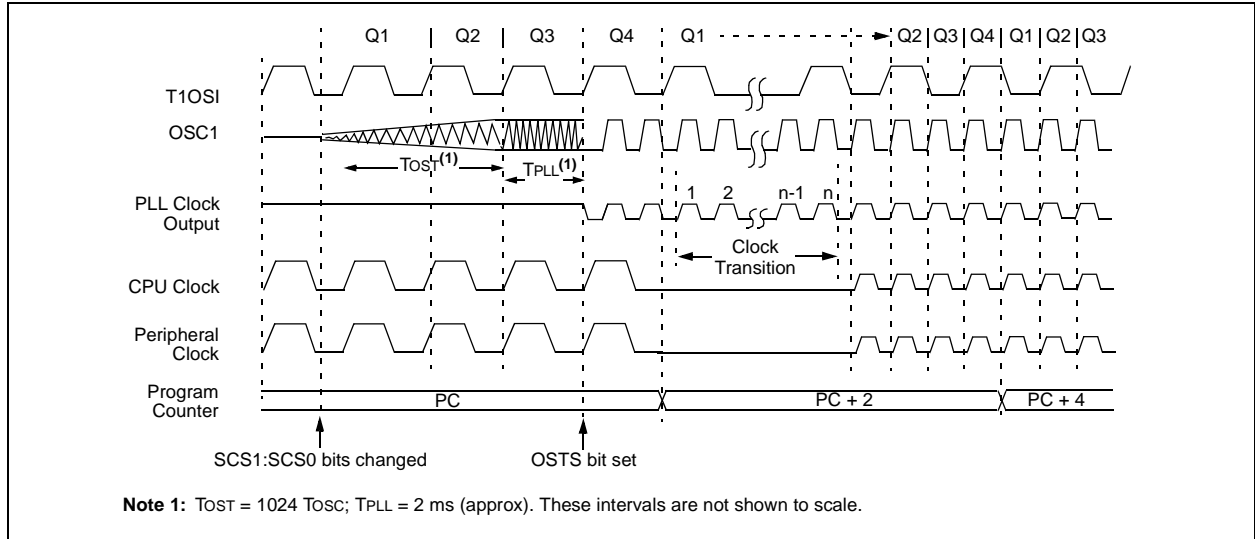 Q1 Q2 Q3 Q4 Q1 Q2 Q3 Q4 Q1 Q2 Q3
T1OSI
OSC1
TOST(1)
TPLL(1)
PLL Clock
Output
1 2 n-1 n
Clock
Transition
CPU Clock
Peripheral
Clock
Program
Counter
PC PC + 2 PC + 4
SCS1:SCS0 bits changed OSTS bit set
Note 1: TOST = 1024 TOSC; TPLL = 2 ms (approx). These intervals are not shown to scale.